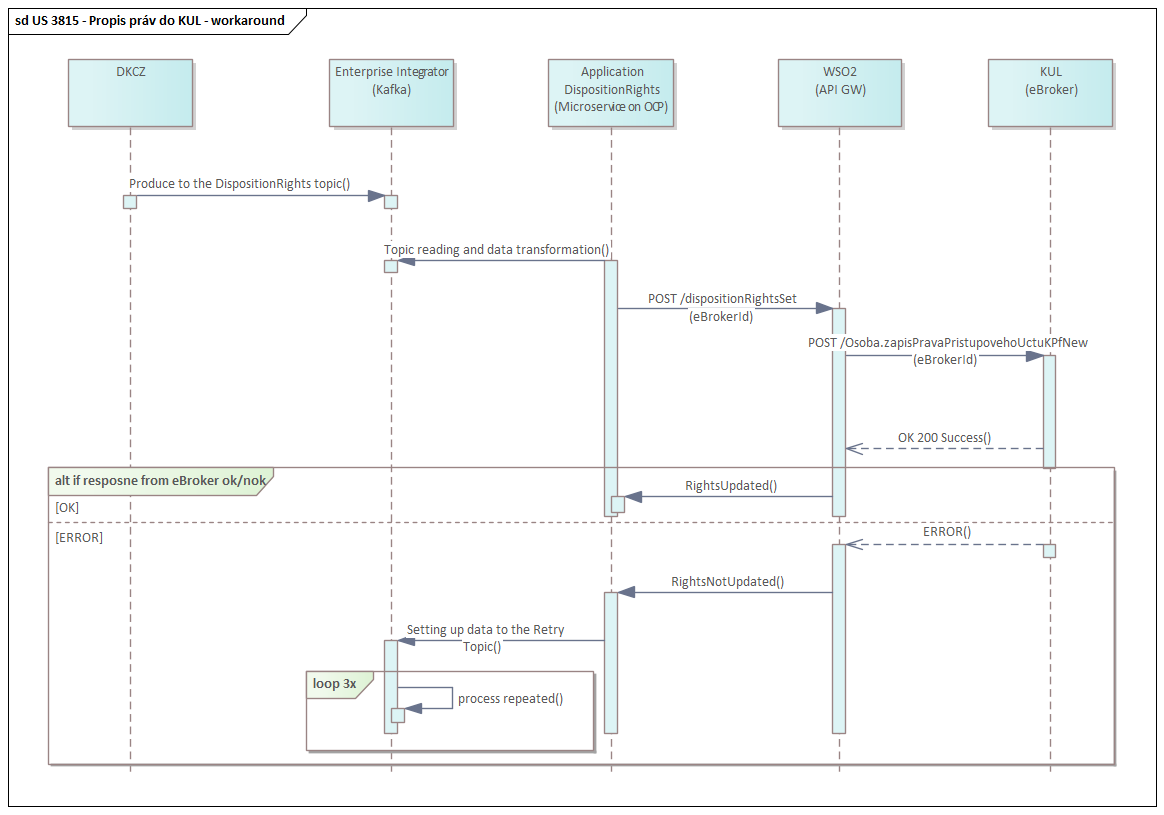 sd US 3815 - Propis práv do KUL - workaround
DKCZ
Enterprise Integrator
(Kafka)
Application
DispositionRights
(Microservice on OCP)
WSO2
(API GW)
KUL
(eBroker)
Produce to the DispositionRights topic()
Topic reading and data transformation()
POST /dispositionRightsSet
(eBrokerId)
POST /Osoba.zapisPravaPristupovehoUctuKPfNew
(eBrokerId)
OK 200 Success()
alt if resposne from eBroker ok/nok
RightsUpdated()
[OK]
ERROR()
[ERROR]
RightsNotUpdated()
Setting up data to the Retry
Topic()
loop 3x
process repeated()